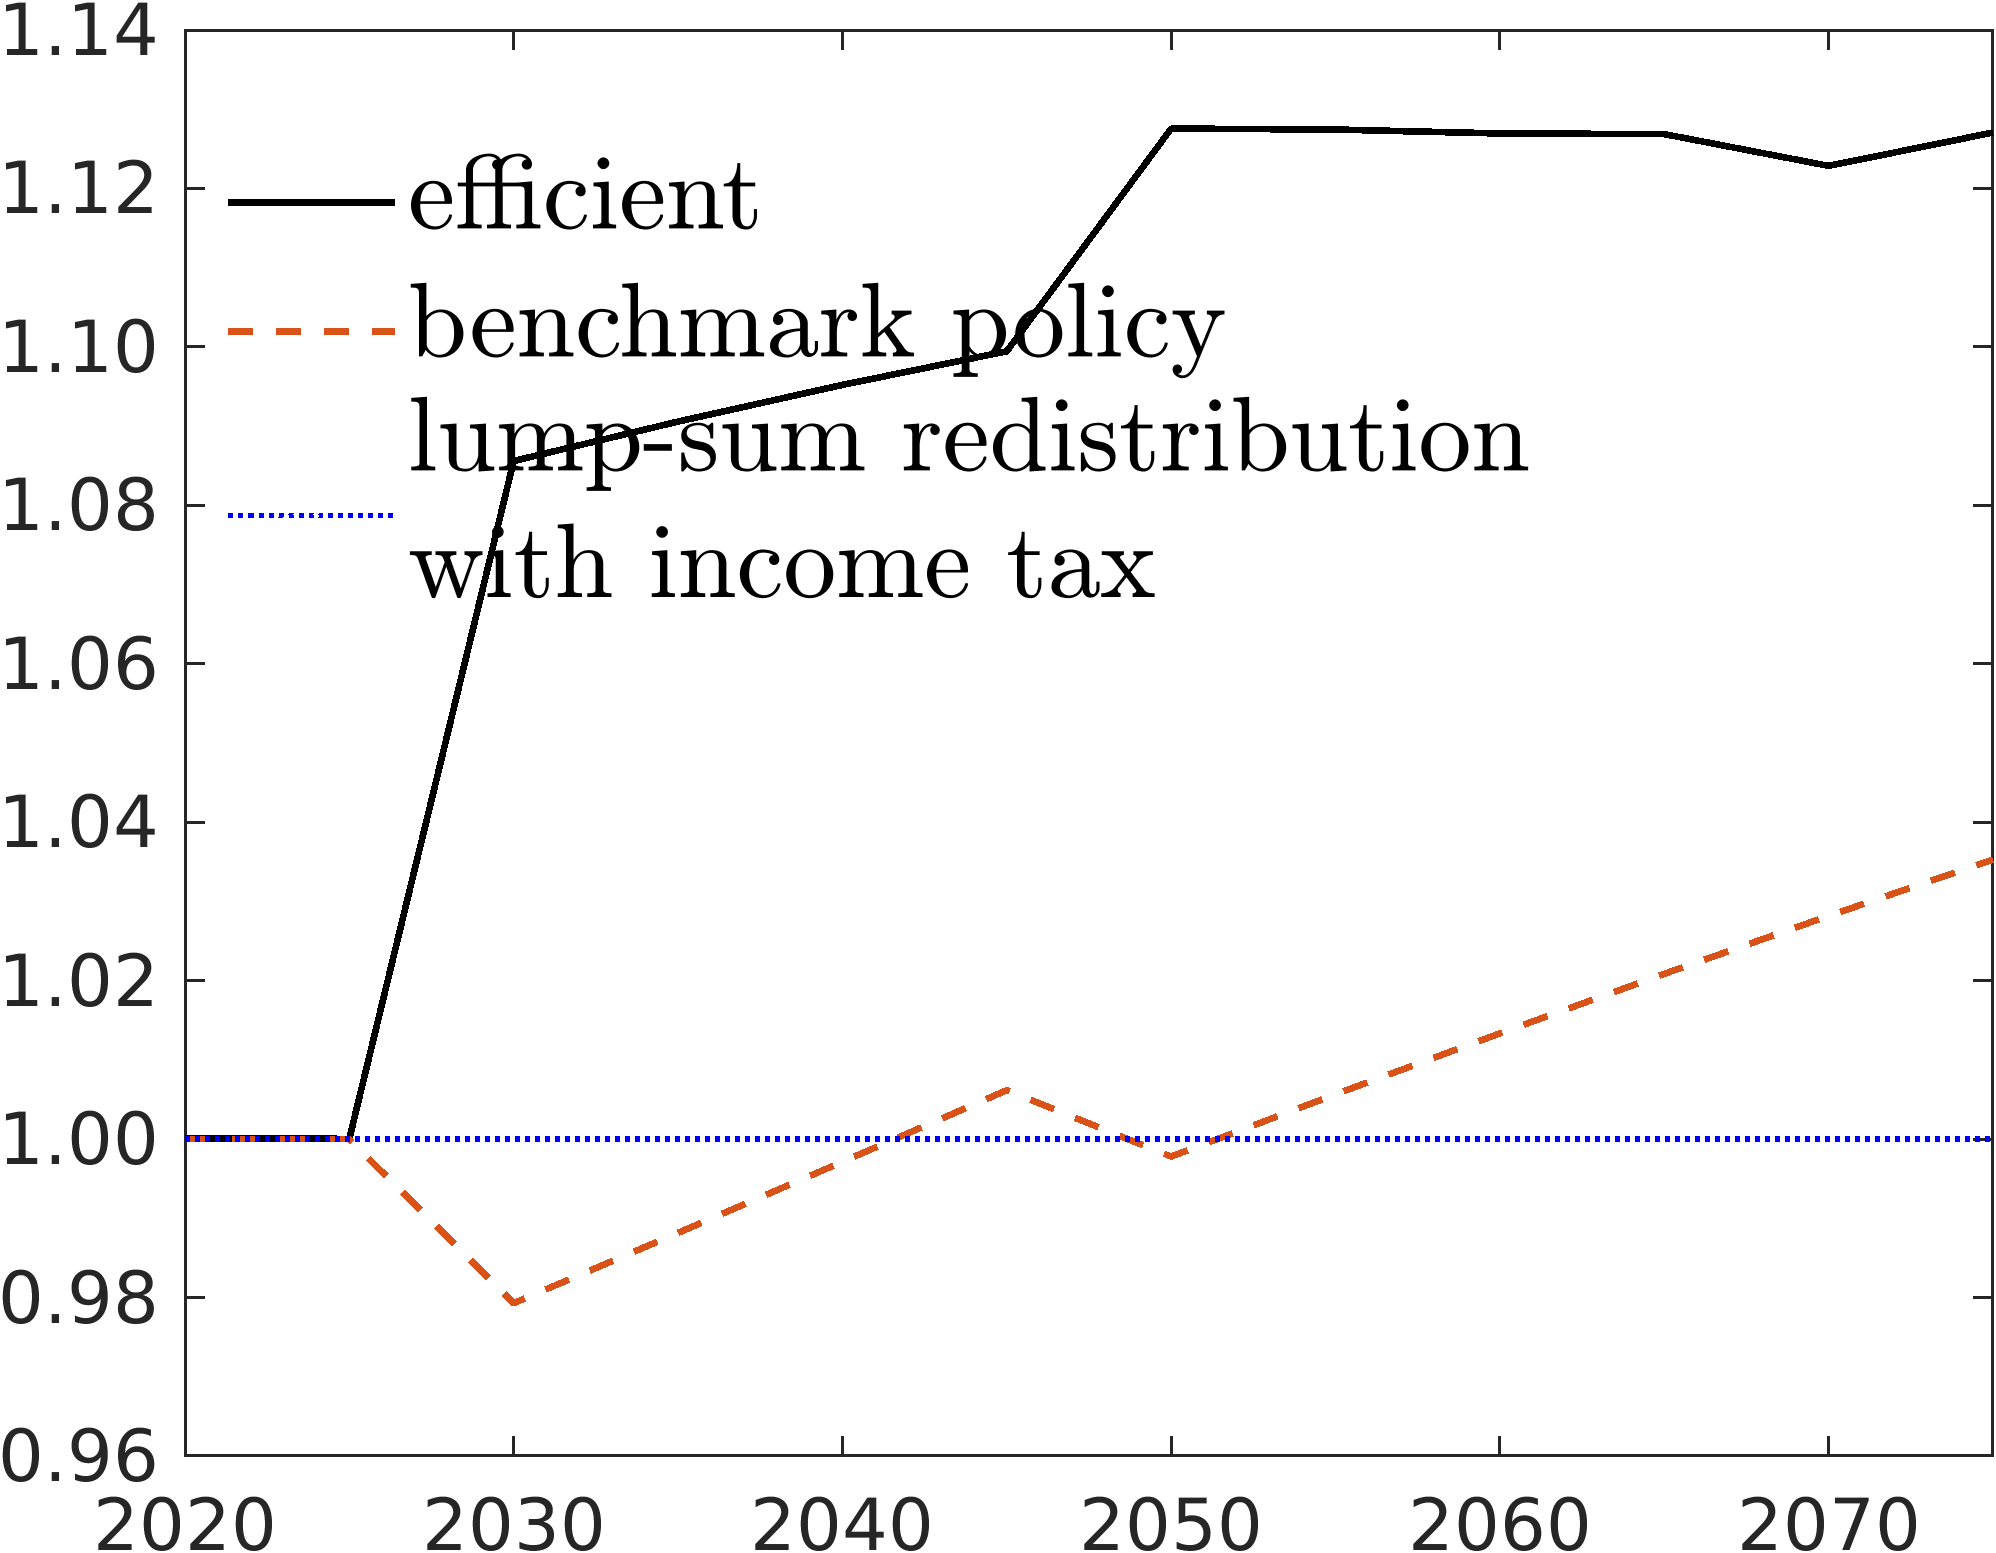 1.14
1.12
1.10
1.08
1.06
1.04
1.02
1.00
0.98
0.96
efficient
benchmark policy
lump-sum redistribution
with income tax
2020 2030 2040 2050 2060 2070